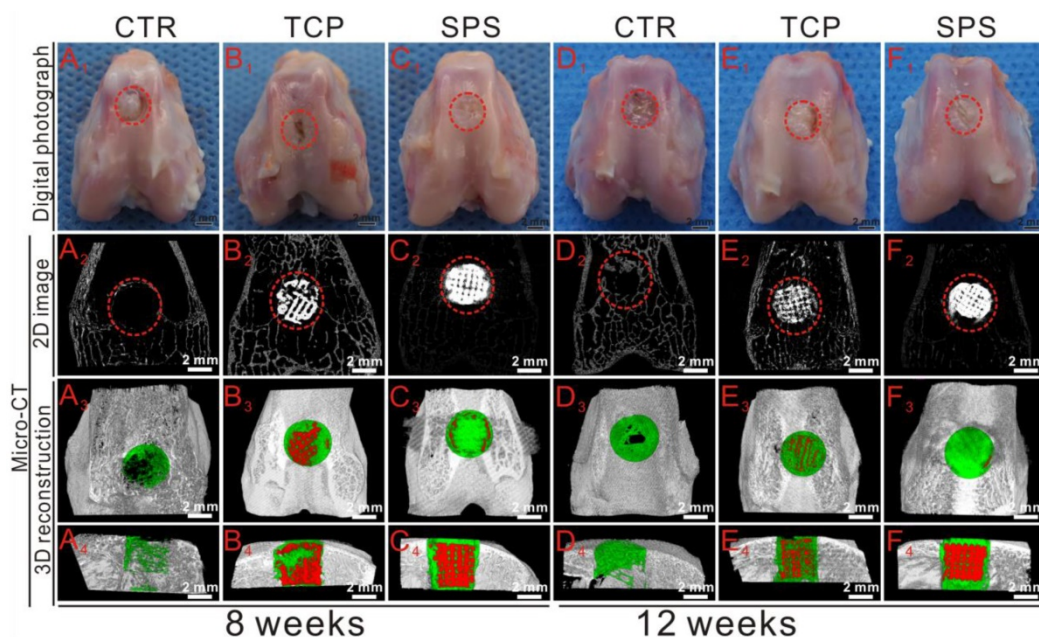 CTR TCP SPS CTR TCP SPS
Digital photograph
A1 B1 C1 D1 E1 F1
2 mm 2 mm 2 mm 2 mm 2 mm 2 mm
Micro-CT
2D image
A2 B2 C2 D2 E2 F2
2 mm 2 mm 2 mm 2 mm 2 mm 2 mm
3D reconstruction
A3 B3 C3 D3 E3 F3
2 mm 2 mm 2 mm 2 mm 2 mm 2 mm
A4 B4 C4 D4 E4 F4
2 mm 2 mm 2 mm 2 mm 2 mm 2 mm
8 weeks 12 weeks